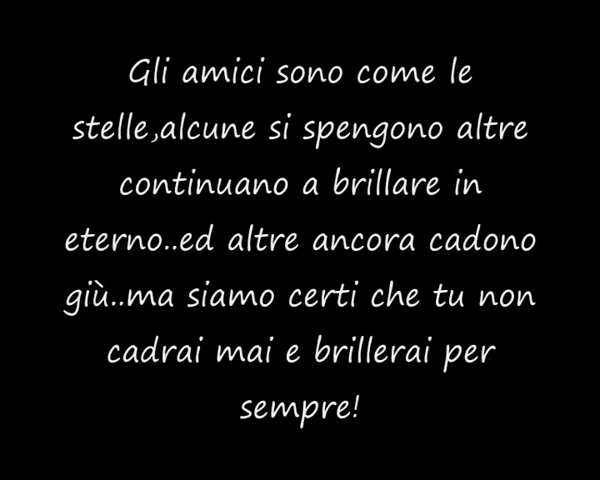 Gli amici sono come le
stelle,alcune si spengono altre
continuano a brillare in
eterno..ed altre ancora cadono
giù..ma siamo certi che tu non
cadrai mai e brillerai per
sempre!